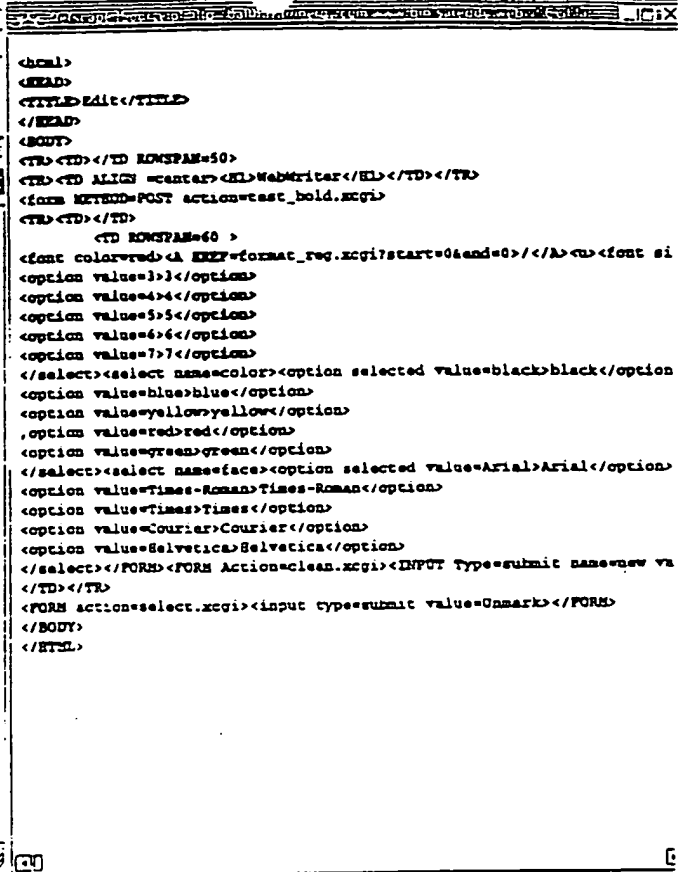 <html>
<HEAD>
<TITLE>Edit</TITLE>
</HEAD>
<BODY>
<TR><TD></TD ROWSPAN=50>
<TR><TD ALIGN =center><H1>WebWriter</H1></TD></TR>
<form METHOD=POST action=test_bold.xcgi>
<TR><TD></TD>
<TD ROWSPAN=60 >
<font color=red><A HREF=format_reg.xcgi?start=0&end=0>/</A><u><font si
<option value=3>3</option>
<option value=4>4</option>
<option value=5>5</option>
<option value=6>6</option>
<option value=7>7</option>
</select><select name=color><option selected value=black>black</option
<option value=blue>blue</option>
<option value=yellow>yellow</option>
,option value=red>red</option>
<option value=green>green</option>
</select><select name=face><option selected value=Arial>Arial</option>
<option value=Times-Roman>Times-Roman</option>
<option value=Times>Times</option>
<option value=Courier>Courier</option>
<option value=Helvetica>Helvetica</option>
</select></FORM><FORM Action=clean.xcgi><INPUT Type=submit name=new va
</TD></TR>
<FORM action=select.xcgi><input type=submit value=Unmark></FORM>
</BODY>
</HTML>